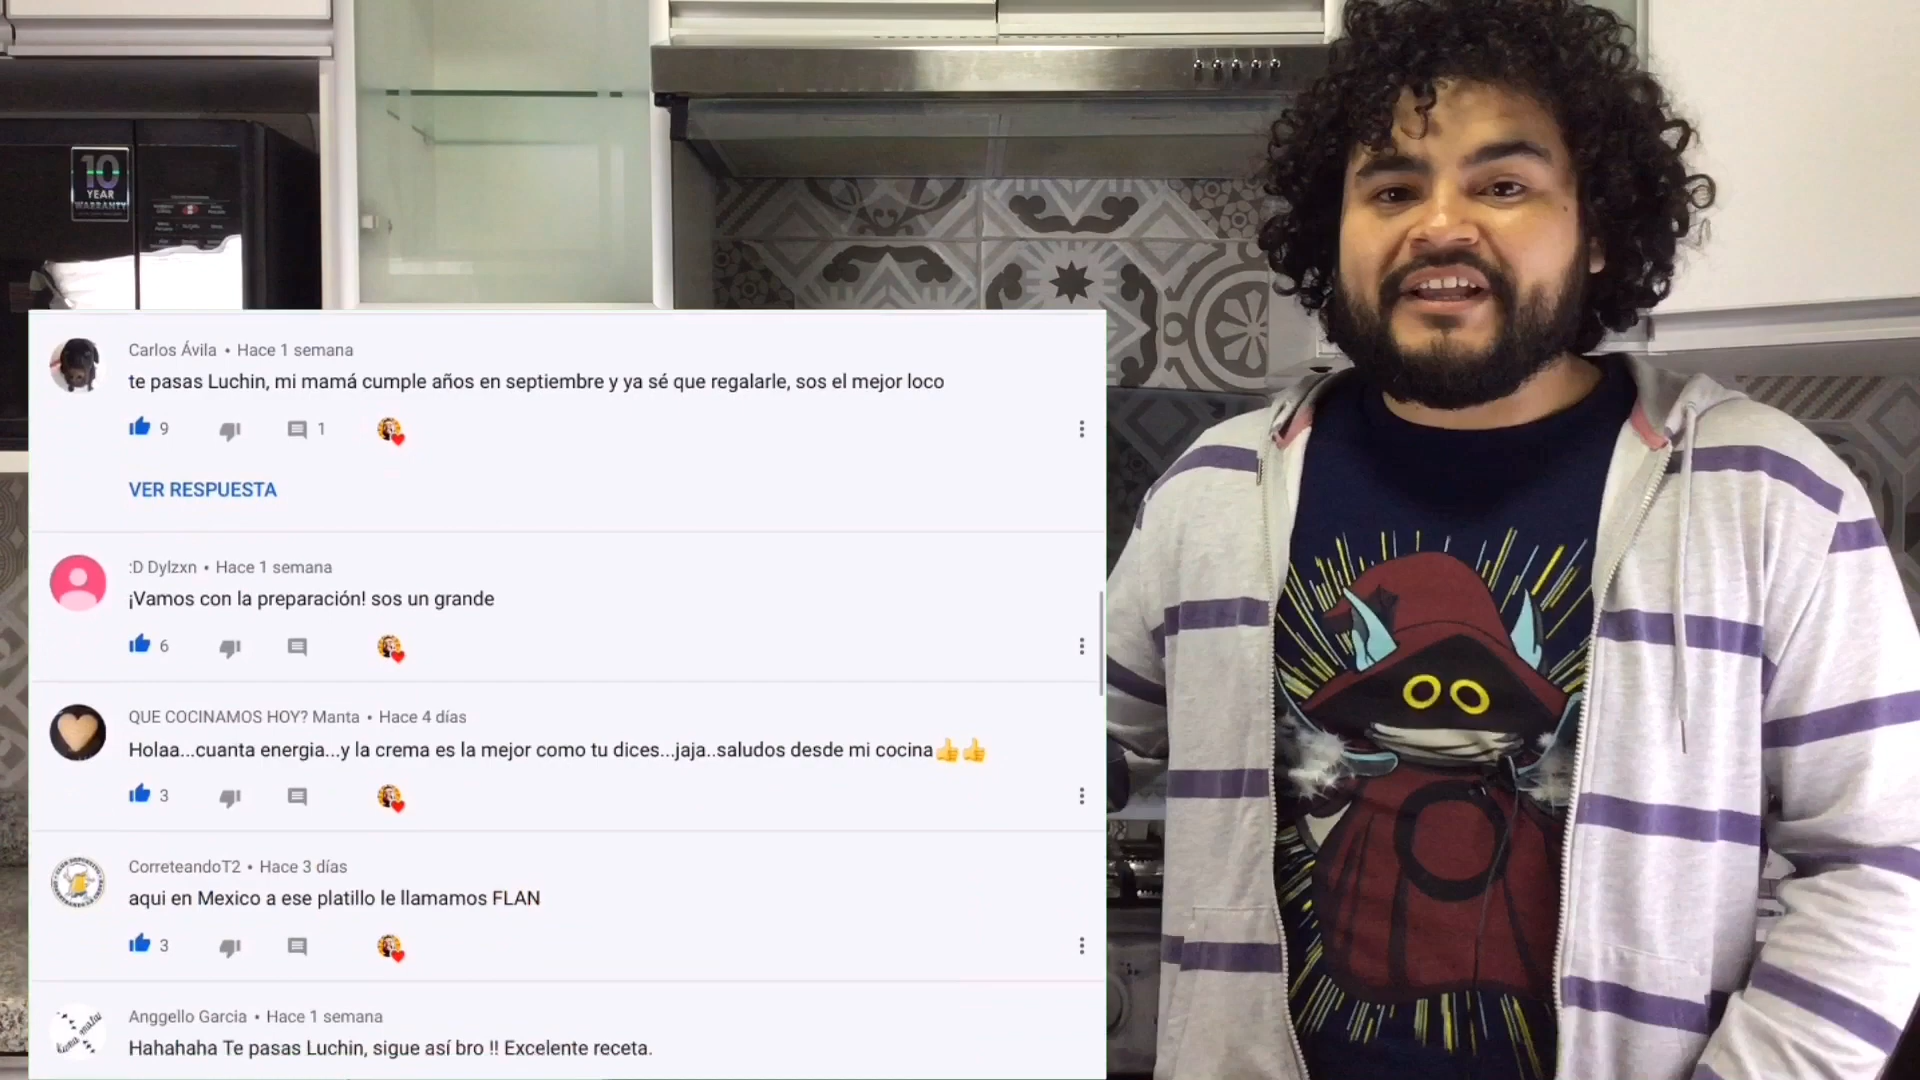 10
YEAR
WARRANTY
Carlos Ávila • Hace 1 semana
te pasas Luchin, mi mamá cumple años en septiembre y ya sé que regalarle, sos el mejor loco
9
1
VER RESPUESTA
:D Dylzxn • Hace 1 semana
¡Vamos con la preparación! sos un grande
6
QUE COCINAMOS HOY? Manta • Hace 4 días
Holaa...cuanta energia...y la crema es la mejor como tu dices...jaja..saludos desde mi cocina👍👍
3
CorreteandoT2 • Hace 3 días
aqui en Mexico a ese platillo le llamamos FLAN
3
Anggello Garcia • Hace 1 semana
Hahahaha Te pasas Luchin, sigue así bro !! Excelente receta.